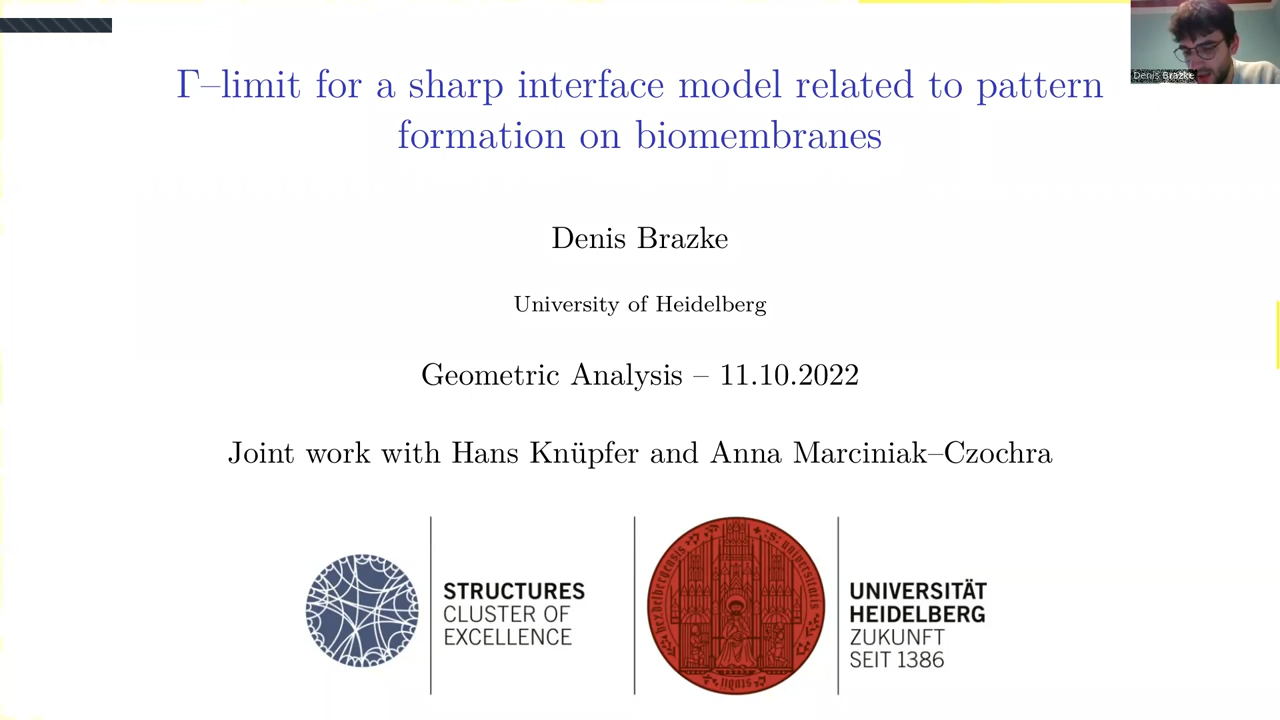 Γ–limit for a sharp interface model related to pattern
formation on biomembranes
Denis Brazke
Denis Brazke
University of Heidelberg
Geometric Analysis – 11.10.2022
Joint work with Hans Knüpfer and Anna Marciniak–Czochra
STRUCTURES
CLUSTER OF
EXCELLENCE
UNIVERSITÄT
HEIDELBERG
ZUKUNFT
SEIT 1386